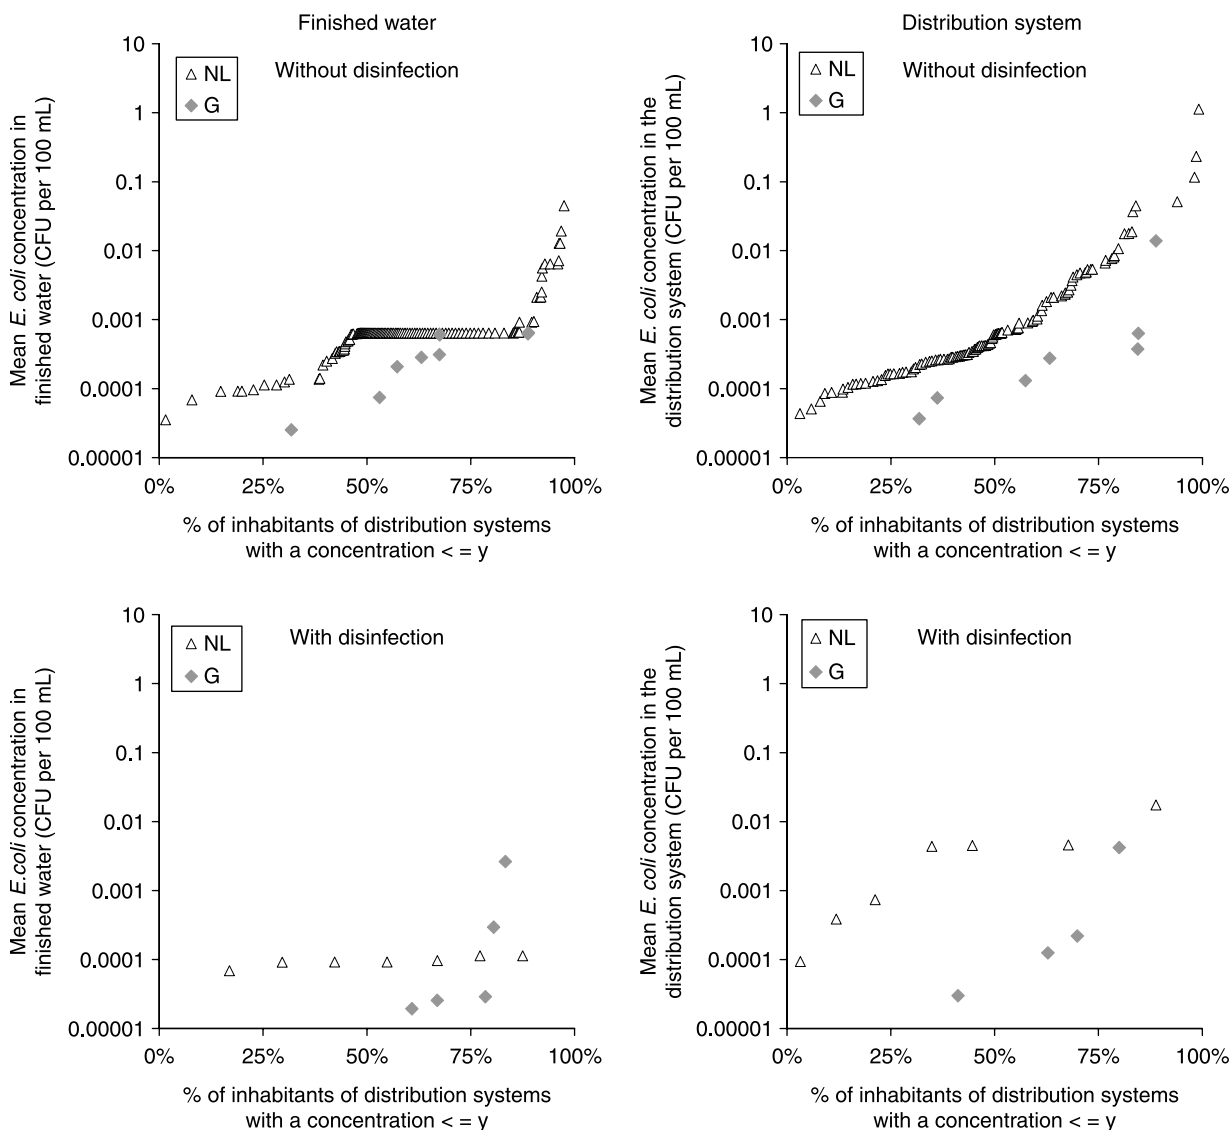 Finished water
Mean E. coli concentration in
finished water (CFU per 100 mL)
10
1
0.1
0.01
0.001
0.0001
0.00001
NL
G
Without disinfection
0%
25%
50%
75%
100%
% of inhabitants of distribution systems
with a concentration < = y
Distribution system
Mean E. coli concentration in the
distribution system (CFU per 100 mL)
10
1
0.1
0.01
0.001
0.0001
0.00001
NL
G
Without disinfection
0%
25%
50%
75%
100%
% of inhabitants of distribution systems
with a concentration < = y
Mean E.coli concentration in
finished water (CFU per 100 mL)
10
1
0.1
0.01
0.001
0.0001
0.00001
NL
G
With disinfection
0%
25%
50%
75%
100%
% of inhabitants of distribution systems
with a concentration < = y
Mean E. coli concentration in the
distribution system (CFU per 100 mL)
10
1
0.1
0.01
0.001
0.0001
0.00001
NL
G
With disinfection
0%
25%
50%
75%
100%
% of inhabitants of distribution systems
with a concentration < = y